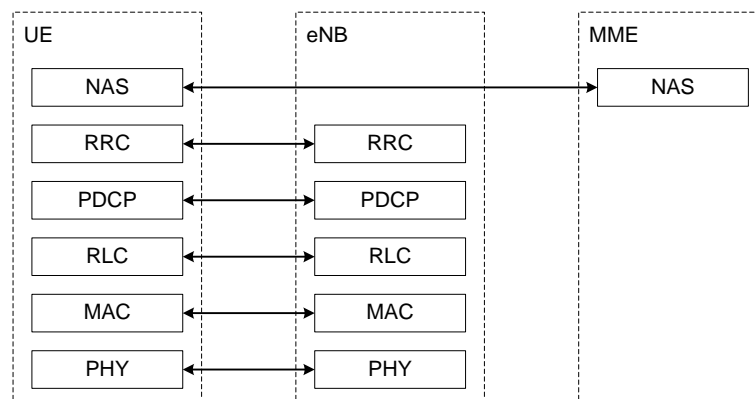 UE eNB MME
NAS NAS
RRC RRC
PDCP PDCP
RLC RLC
MAC MAC
PHY PHY